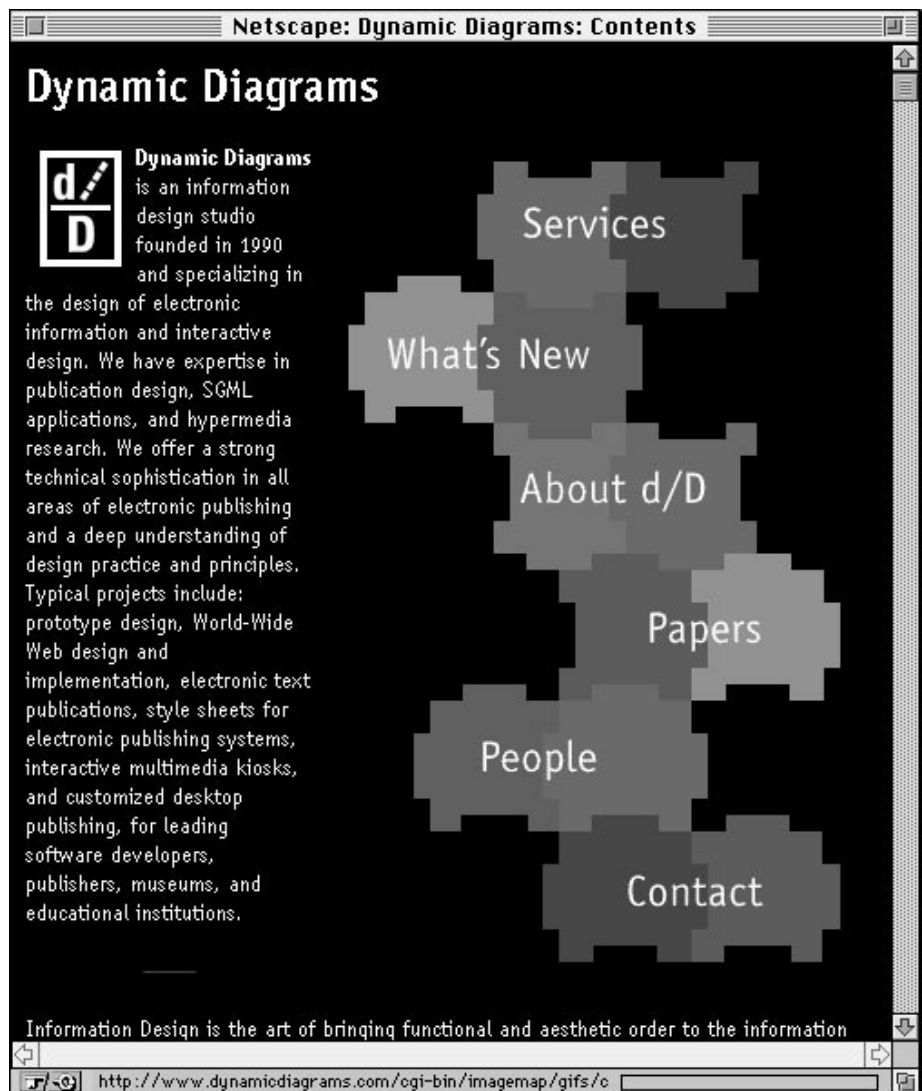 Netscape: Dynamic Diagrams: Contents
Dynamic Diagrams
d/
D
Dynamic Diagrams
is an information
design studio
founded in 1990
and specializing in
the design of electronic
information and interactive
design. We have expertise in
publication design, SGML
applications, and hypermedia
research. We offer a strong
technical sophistication in all
areas of electronic publishing
and a deep understanding of
design practice and principles.
Typical projects include:
prototype design, World-Wide
Web design and
implementation, electronic text
publications, style sheets for
electronic publishing systems,
interactive multimedia kiosks,
and customized desktop
publishing, for leading
software developers,
publishers, museums, and
educational institutions.
Services
What's New
About d/D
Papers
People
Contact
Information Design is the art of bringing functional and aesthetic order to the information
http://www.dynamicdiagrams.com/cgi-bin/imagemap/gifs/c